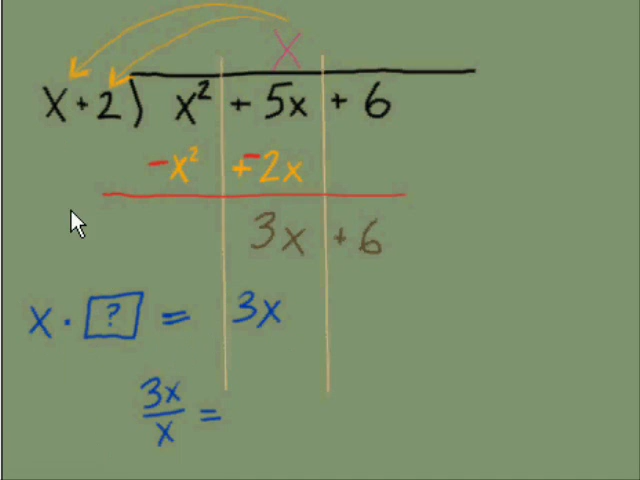 x
x + 2 ) x² + 5x + 6
-x² +- 2x
3x + 6
x · ? = 3x
3x
x =